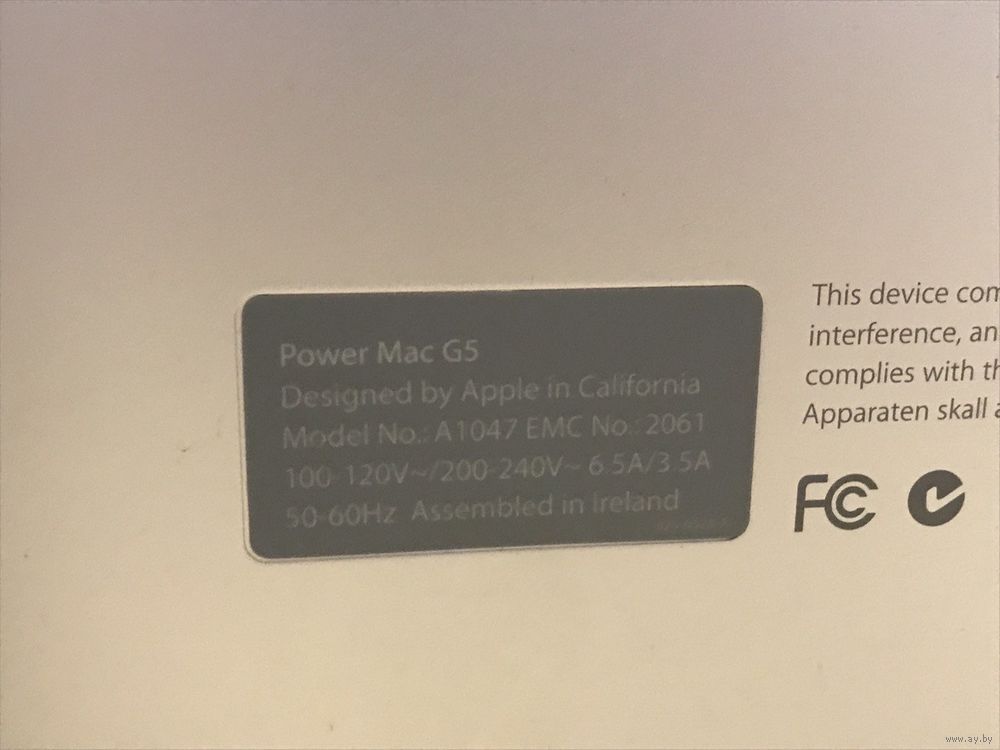 Power Mac G5
Designed by Apple in California
Model No.: A1047 EMC No.: 2061
100-120V~/200-240V~ 6.5A/3.5A
50-60Hz Assembled in Ireland
This device com
interference, an
complies with th
Apparaten skall a
FC
www.ay.by